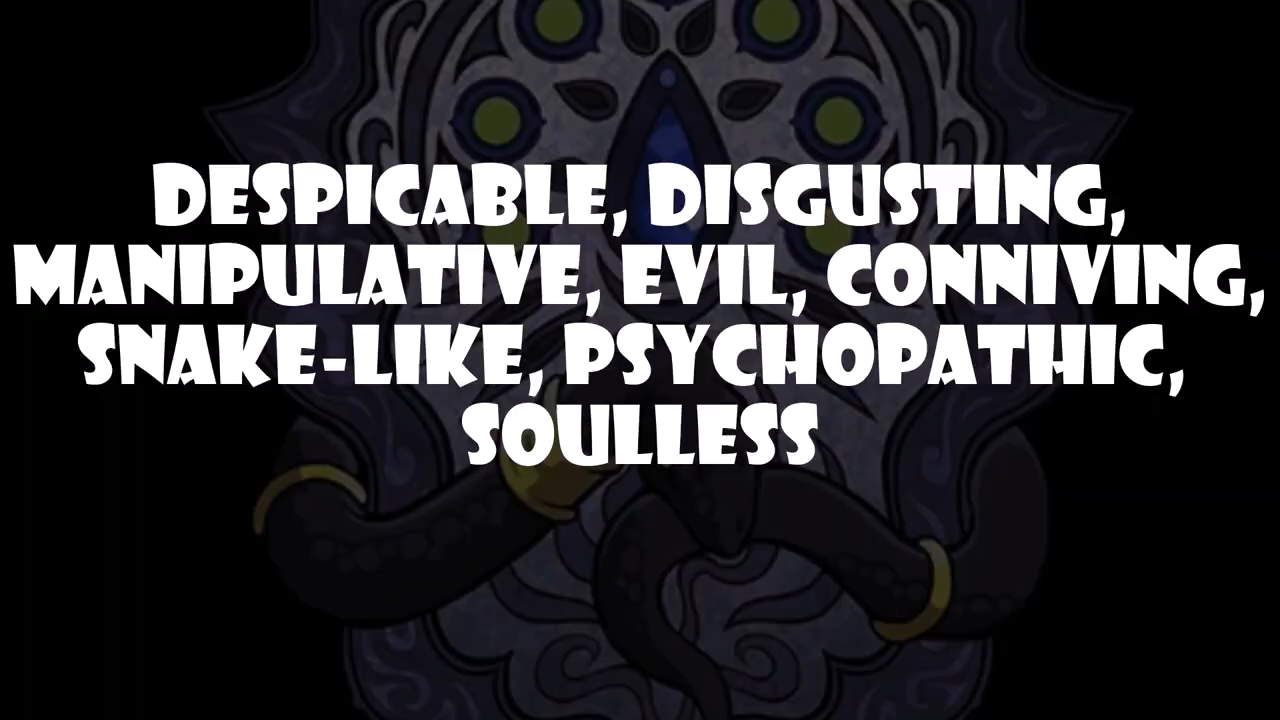 DESPICABLE, DISGUSTING,
MANIPULATIVE, EVIL, CONNIVING,
SNAKE-LIKE, PSYCHOPATHIC,
SOULLESS